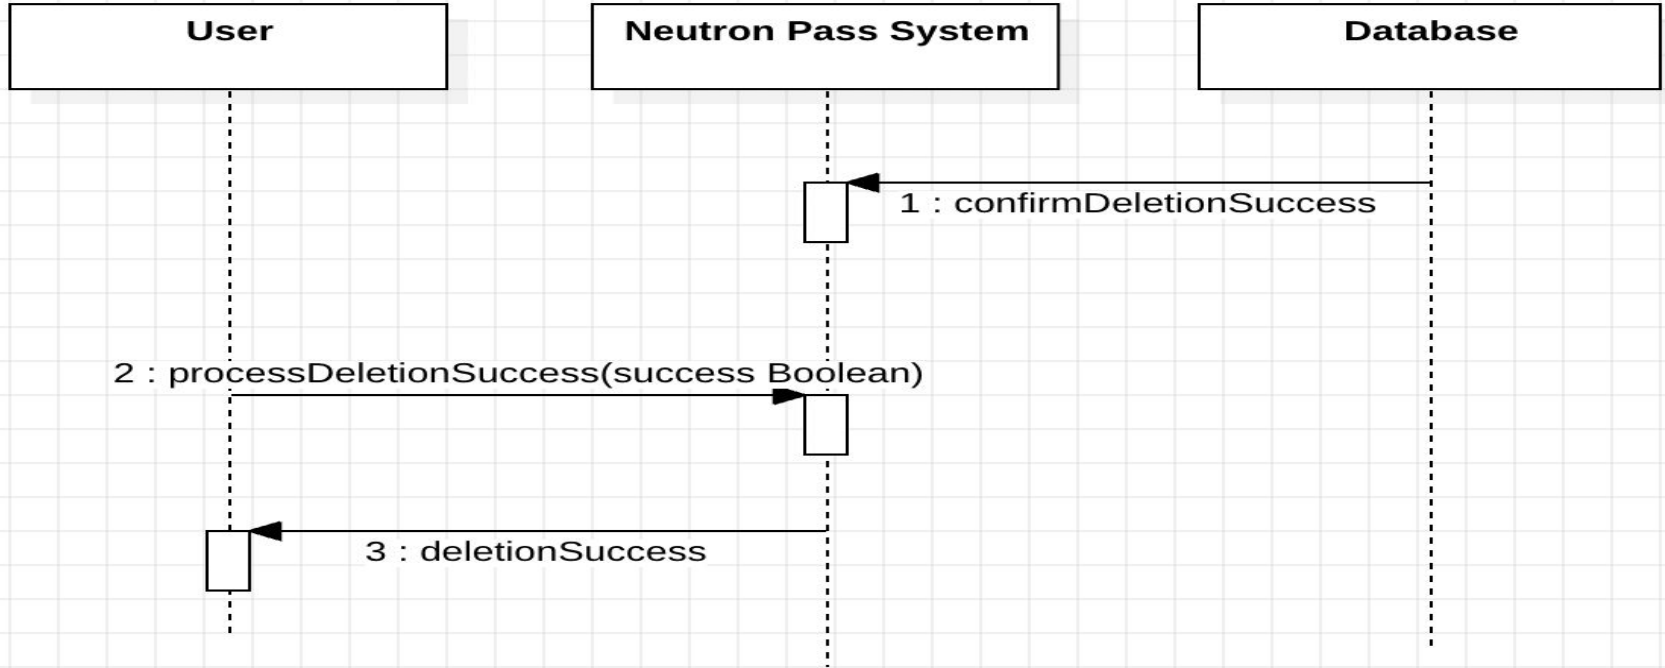 User
Neutron Pass System
Database
1 : confirmDeletionSuccess
2 : processDeletionSuccess(success Boolean)
3 : deletionSuccess